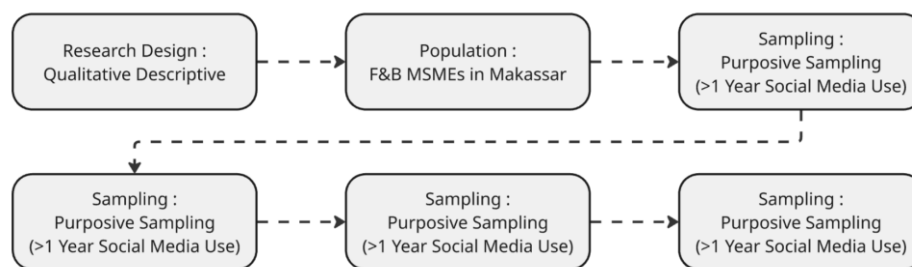 Research Design :
Qualitative Descriptive
Population :
F&B MSMEs in Makassar
Sampling :
Purposive Sampling
(>1 Year Social Media Use)
Sampling :
Purposive Sampling
(>1 Year Social Media Use)
Sampling :
Purposive Sampling
(>1 Year Social Media Use)
Sampling :
Purposive Sampling
(>1 Year Social Media Use)